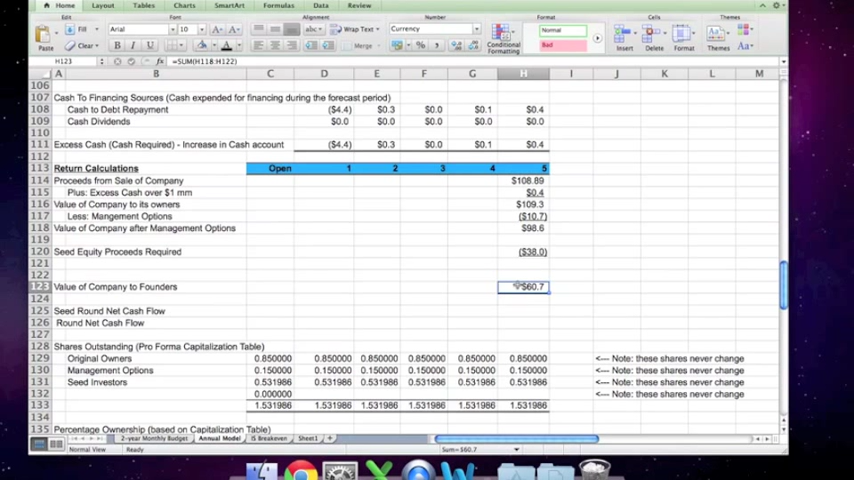 Home Layout Tables Charts SmartArt Formulas Data Review
Font Alignment Number Format Cells Themes
Fill Arial 10 abc Wrap Text Currency Normal
Paste Clear B I U A Merge % Conditional Formatting Bad Insert Delete Format Themes Aa
H123 fx =SUM(H118:H122)
A B C D E F G H I J K L M
106
107 Cash To Financing Sources (Cash expended for financing during the forecast period)
108 Cash to Debt Repayment ($4.4) $0.3 $0.0 $0.1 $0.4
109 Cash Dividends $0.0 $0.0 $0.0 $0.0 $0.0
110
111 Excess Cash (Cash Required) - Increase in Cash account ($4.4) $0.3 $0.0 $0.1 $0.4
112
113 Return Calculations Open 1 2 3 4 5
114 Proceeds from Sale of Company $108.89
115 Plus: Excess Cash over $1 mm $0.4
116 Value of Company to its owners $109.3
117 Less: Mangement Options ($10.7)
118 Value of Company after Management Options $98.6
119
120 Seed Equity Proceeds Required ($38.0)
121
122
123 Value of Company to Founders $60.7
124
125 Seed Round Net Cash Flow
126 Round Net Cash Flow
127
128 Shares Outstanding (Pro Forma Capitalization Table)
129 Original Owners 0.850000 0.850000 0.850000 0.850000 0.850000 0.850000 <--- Note: these shares never change
130 Management Options 0.150000 0.150000 0.150000 0.150000 0.150000 0.150000 <--- Note: these shares never change
131 Seed Investors 0.531986 0.531986 0.531986 0.531986 0.531986 0.531986 <--- Note: these shares never change
132 0.000000 <--- Note: these shares never change
133 1.531986 1.531986 1.531986 1.531986 1.531986 1.531986
134
135 Percentage Ownership (based on Capitalization Table)
2-year Monthly Budget Annual Model IS Breakeven Sheet1 +
Normal View Ready Sum=$60.7